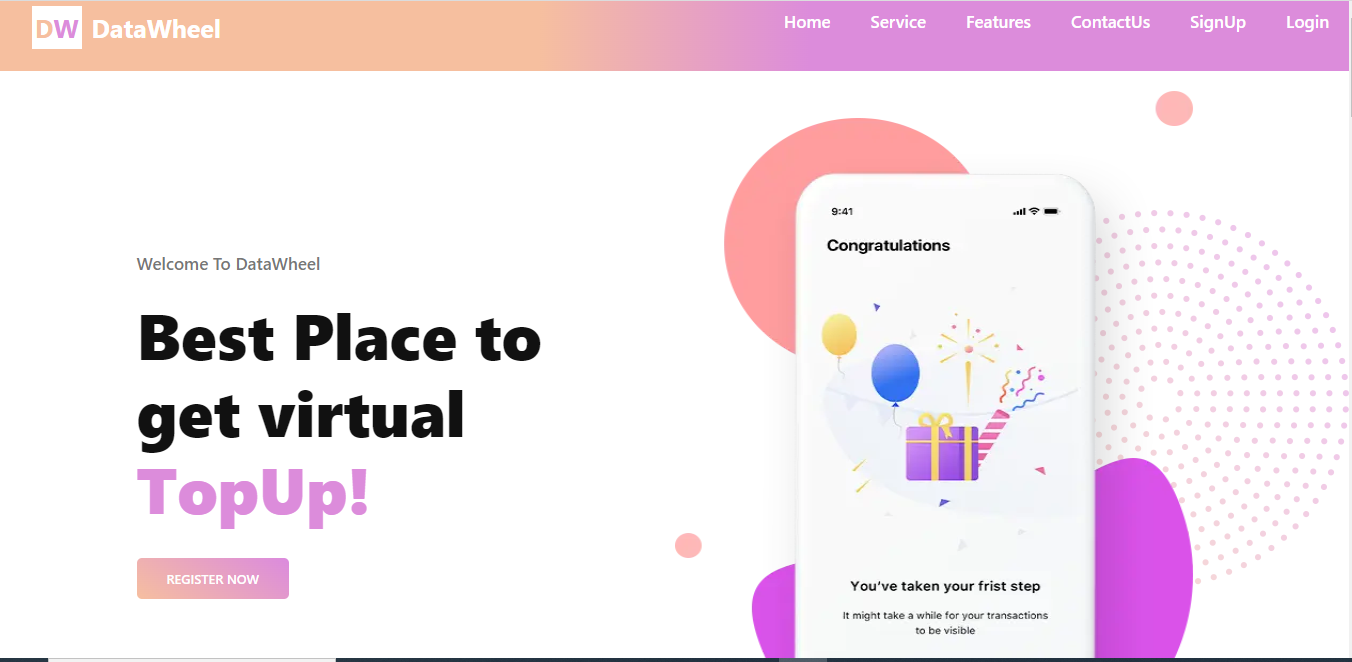 DW DataWheel
Home Service Features ContactUs SignUp Login
Welcome To DataWheel
Best Place to
get virtual
TopUp!
REGISTER NOW
9:41
Congratulations
You've taken your frist step
It might take a while for your transactions
to be visible